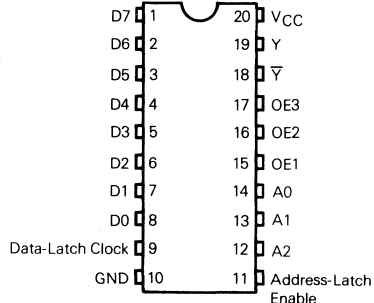 D7 1 20 VCC
D6 2 19 Y
D5 3 18 Y̅
D4 4 17 OE3
D3 5 16 OE2
D2 6 15 OE1
D1 7 14 A0
D0 8 13 A1
Data-Latch Clock 9 12 A2
GND 10 11 Address-Latch
Enable